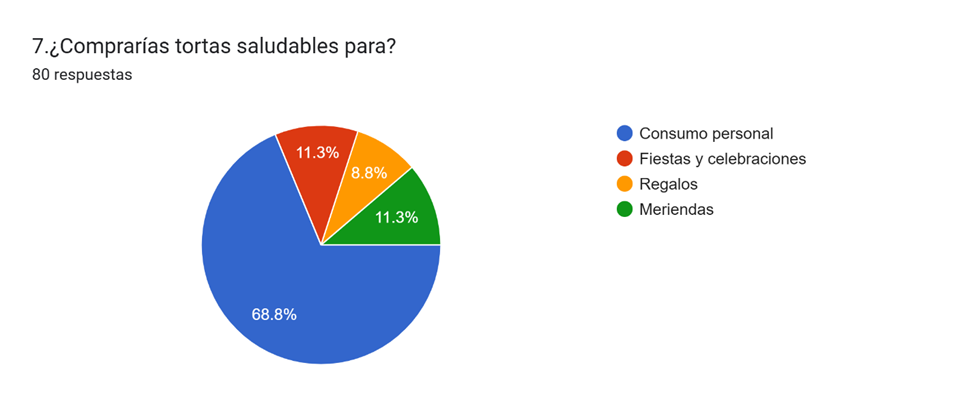 7.¿Comprarías tortas saludables para?
80 respuestas
11.3%
8.8%
11.3%
68.8%
Consumo personal
Fiestas y celebraciones
Regalos
Meriendas